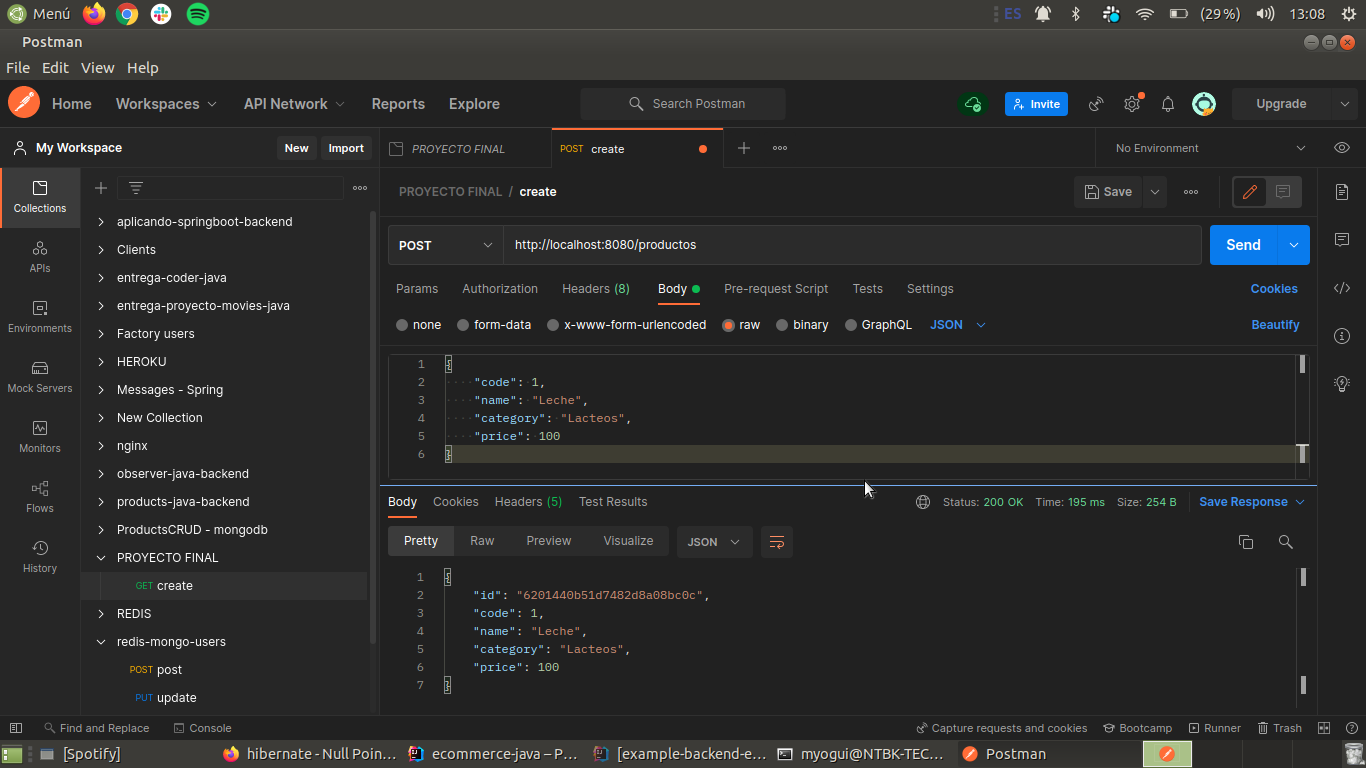 Menú ES (29%) 13:08
Postman
File Edit View Help
Home Workspaces API Network Reports Explore Search Postman Invite Upgrade
My Workspace New Import PROYECTO FINAL POST create No Environment
Collections
APIs
Environments
Mock Servers
Monitors
Flows
History
aplicando-springboot-backend
Clients
entrega-coder-java
entrega-proyecto-movies-java
Factory users
HEROKU
Messages - Spring
New Collection
nginx
observer-java-backend
products-java-backend
ProductsCRUD - mongodb
PROYECTO FINAL
GET create
REDIS
redis-mongo-users
POST post
PUT update
PROYECTO FINAL / create Save
POST http://localhost:8080/productos Send
Params Authorization Headers (8) Body Pre-request Script Tests Settings Cookies
none form-data x-www-form-urlencoded raw binary GraphQL JSON Beautify
1 {
2 "code": 1,
3 "name": "Leche",
4 "category": "Lacteos",
5 "price": 100
6 }
Body Cookies Headers (5) Test Results Status: 200 OK Time: 195 ms Size: 254 B Save Response
Pretty Raw Preview Visualize JSON
1 {
2 "id": "6201440b51d7482d8a08bc0c",
3 "code": 1,
4 "name": "Leche",
5 "category": "Lacteos",
6 "price": 100
7 }
Find and Replace Console Capture requests and cookies Bootcamp Runner Trash
[Spotify] hibernate - Null Poin... ecommerce-java – P... [example-backend-e... myogui@NTBK-TEC... Postman